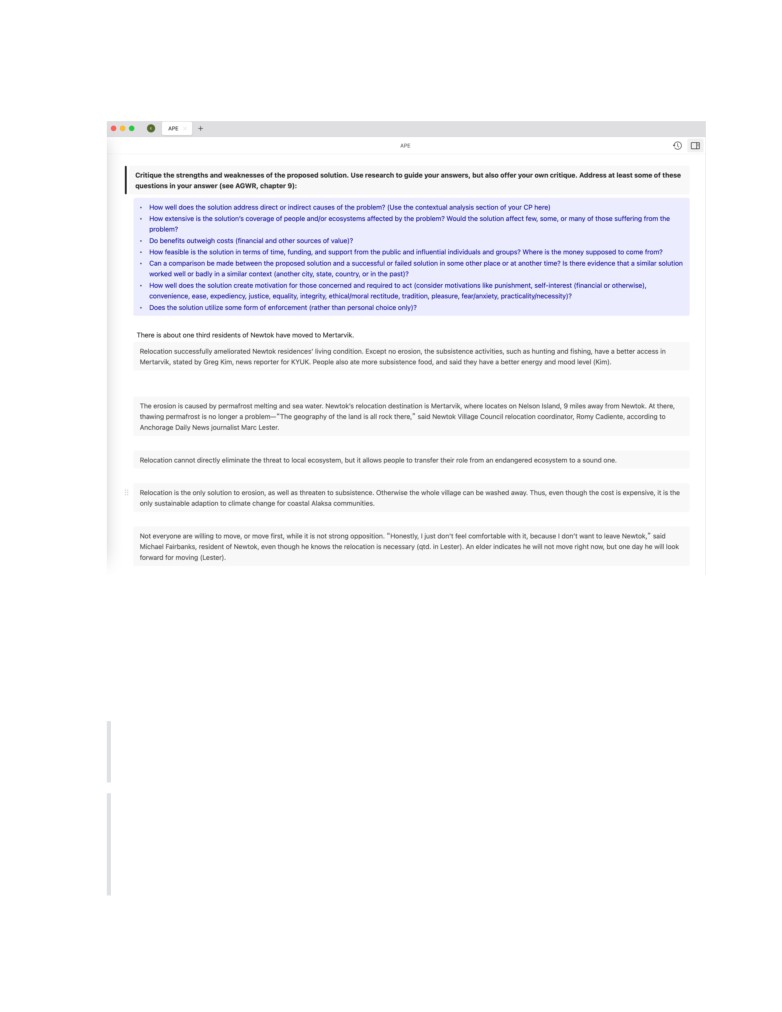 APE
APE
Critique the strengths and weaknesses of the proposed solution. Use research to guide your answers, but also offer your own critique. Address at least some of these
questions in your answer (see AGWR, chapter 9):
• How well does the solution address direct or indirect causes of the problem? (Use the contextual analysis section of your CP here)
• How extensive is the solution's coverage of people and/or ecosystems affected by the problem? Would the solution affect few, some, or many of those suffering from the
problem?
• Do benefits outweigh costs (financial and other sources of value)?
• How feasible is the solution in terms of time, funding, and support from the public and influential individuals and groups? Where is the money supposed to come from?
• Can a comparison be made between the proposed solution and a successful or failed solution in some other place or at another time? Is there evidence that a similar solution
worked well or badly in a similar context (another city, state, country, or in the past)?
• How well does the solution create motivation for those concerned and required to act (consider motivations like punishment, self-interest (financial or otherwise),
convenience, ease, expediency, justice, equality, integrity, ethical/moral rectitude, tradition, pleasure, fear/anxiety, practicality/necessity)?
• Does the solution utilize some form of enforcement (rather than personal choice only)?
There is about one third residents of Newtok have moved to Mertarvik.
Relocation successfully ameliorated Newtok residences' living condition. Except no erosion, the subsistence activities, such as hunting and fishing, have a better access in
Mertarvik, stated by Greg Kim, news reporter for KYUK. People also ate more subsistence food, and said they have a better energy and mood level (Kim).
The erosion is caused by permafrost melting and sea water. Newtok's relocation destination is Mertarvik, where locates on Nelson Island, 9 miles away from Newtok. At there,
thawing permafrost is no longer a problem—"The geography of the land is all rock there," said Newtok Village Council relocation coordinator, Romy Cadiente, according to
Anchorage Daily News journalist Marc Lester.
Relocation cannot directly eliminate the threat to local ecosystem, but it allows people to transfer their role from an endangered ecosystem to a sound one.
Relocation is the only solution to erosion, as well as threaten to subsistence. Otherwise the whole village can be washed away. Thus, even though the cost is expensive, it is the
only sustainable adaption to climate change for coastal Alaksa communities.
Not everyone are willing to move, or move first, while it is not strong opposition. "Honestly, I just don't feel comfortable with it, because I don't want to leave Newtok," said
Michael Fairbanks, resident of Newtok, even though he knows the relocation is necessary (qtd. in Lester). An elder indicates he will not move right now, but one day he will look
forward for moving (Lester).